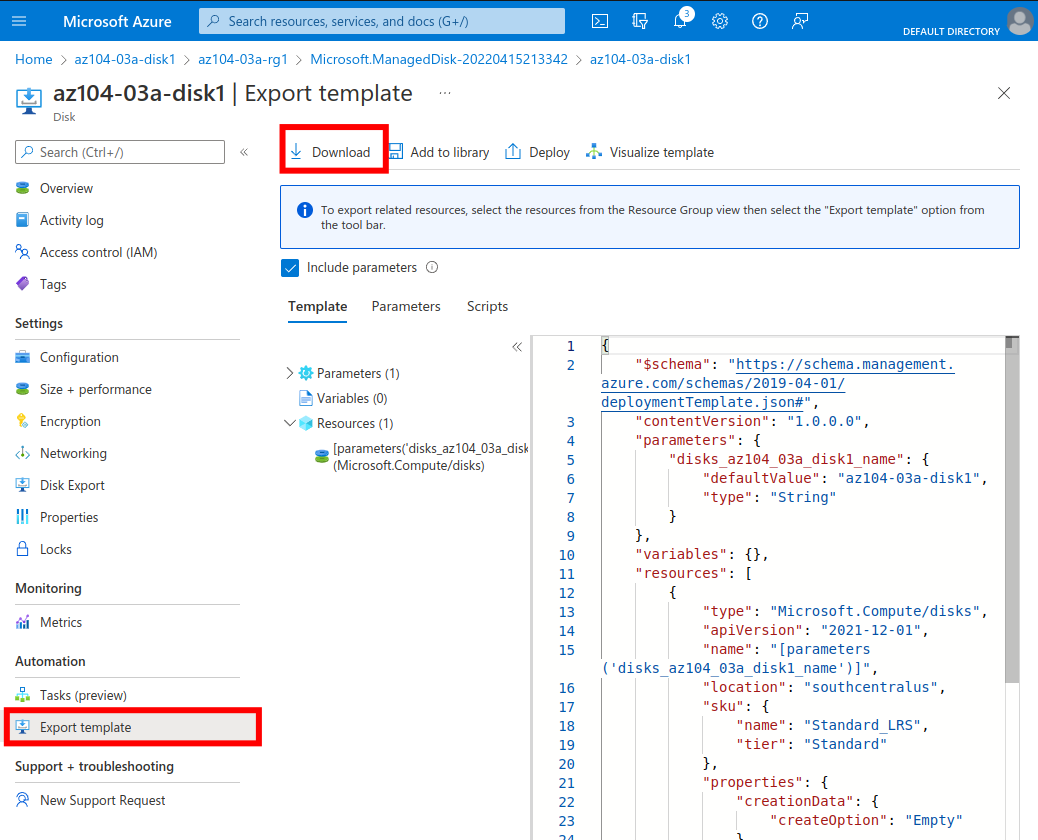 Microsoft Azure
Search resources, services, and docs (G+/)
3
DEFAULT DIRECTORY
Home > az104-03a-disk1 > az104-03a-rg1 > Microsoft.ManagedDisk-20220415213342 > az104-03a-disk1
az104-03a-disk1 | Export template ...
Disk
Search (Ctrl+/)
«
Overview
Activity log
Access control (IAM)
Tags
Settings
Configuration
Size + performance
Encryption
Networking
Disk Export
Properties
Locks
Monitoring
Metrics
Automation
Tasks (preview)
Export template
Support + troubleshooting
New Support Request
Download
Add to library
Deploy
Visualize template
To export related resources, select the resources from the Resource Group view then select the "Export template" option from
the tool bar.
Include parameters
Template
Parameters
Scripts
«
Parameters (1)
Variables (0)
Resources (1)
[parameters('disks_az104_03a_disk
(Microsoft.Compute/disks)
1 {
2 "$schema": "https://schema.management.
azure.com/schemas/2019-04-01/
deploymentTemplate.json#",
3 "contentVersion": "1.0.0.0",
4 "parameters": {
5 "disks_az104_03a_disk1_name": {
6 "defaultValue": "az104-03a-disk1",
7 "type": "String"
8 }
9 },
10 "variables": {},
11 "resources": [
12 {
13 "type": "Microsoft.Compute/disks",
14 "apiVersion": "2021-12-01",
15 "name": "[parameters
('disks_az104_03a_disk1_name')]",
16 "location": "southcentralus",
17 "sku": {
18 "name": "Standard_LRS",
19 "tier": "Standard"
20 },
21 "properties": {
22 "creationData": {
23 "createOption": "Empty"
24 }